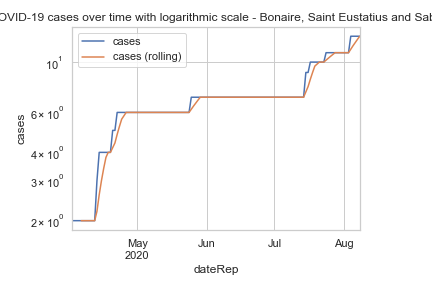 OVID-19 cases over time with logarithmic scale - Bonaire, Saint Eustatius and Sab
cases
cases (rolling)
10¹
6 × 10⁰
4 × 10⁰
3 × 10⁰
2 × 10⁰
cases
May
2020
Jun
Jul
Aug
dateRep